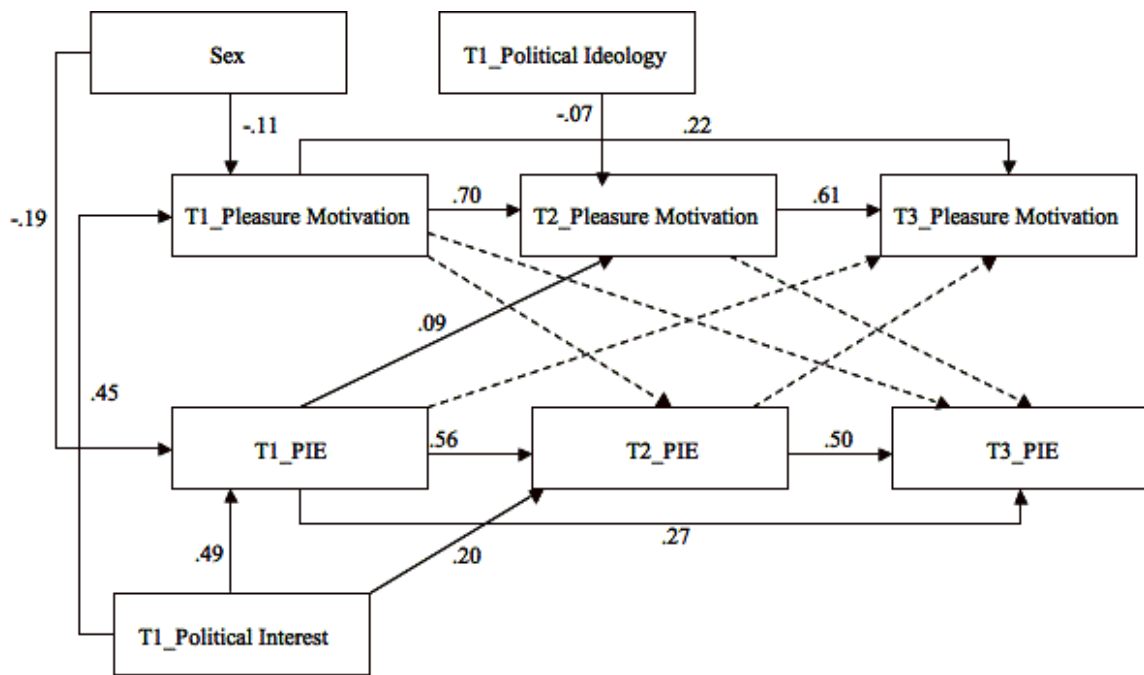 Sex
T1_Political Ideology
-.11
-.07
.22
-.19
T1_Pleasure Motivation
.70
T2_Pleasure Motivation
.61
T3_Pleasure Motivation
.09
.45
T1_PIE
.56
T2_PIE
.50
T3_PIE
.49
.20
.27
T1_Political Interest